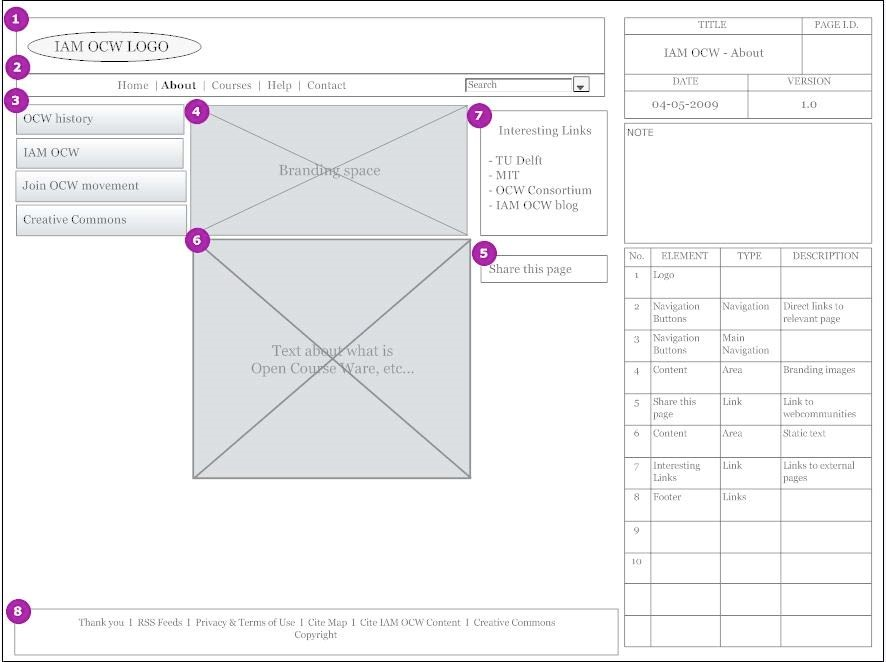 1
IAM OCW LOGO
2
Home | About | Courses | Help | Contact
Search
3
OCW history
IAM OCW
Join OCW movement
Creative Commons
4
Branding space
7
Interesting Links
- TU Delft
- MIT
- OCW Consortium
- IAM OCW blog
6
Text about what is
Open Course Ware, etc...
5
Share this page
8
Thank you I RSS Feeds I Privacy & Terms of Use I Cite Map I Cite IAM OCW Content I Creative Commons
Copyright
TITLE PAGE I.D.
IAM OCW - About
DATE VERSION
04-05-2009 1.0
NOTE
No. ELEMENT TYPE DESCRIPTION
1 Logo
2 Navigation Navigation Direct links to
Buttons relevant page
3 Navigation Main
Buttons Navigation
4 Content Area Branding images
5 Share this Link Link to
page webcommunities
6 Content Area Static text
7 Interesting Link Links to external
Links pages
8 Footer Links
9
10